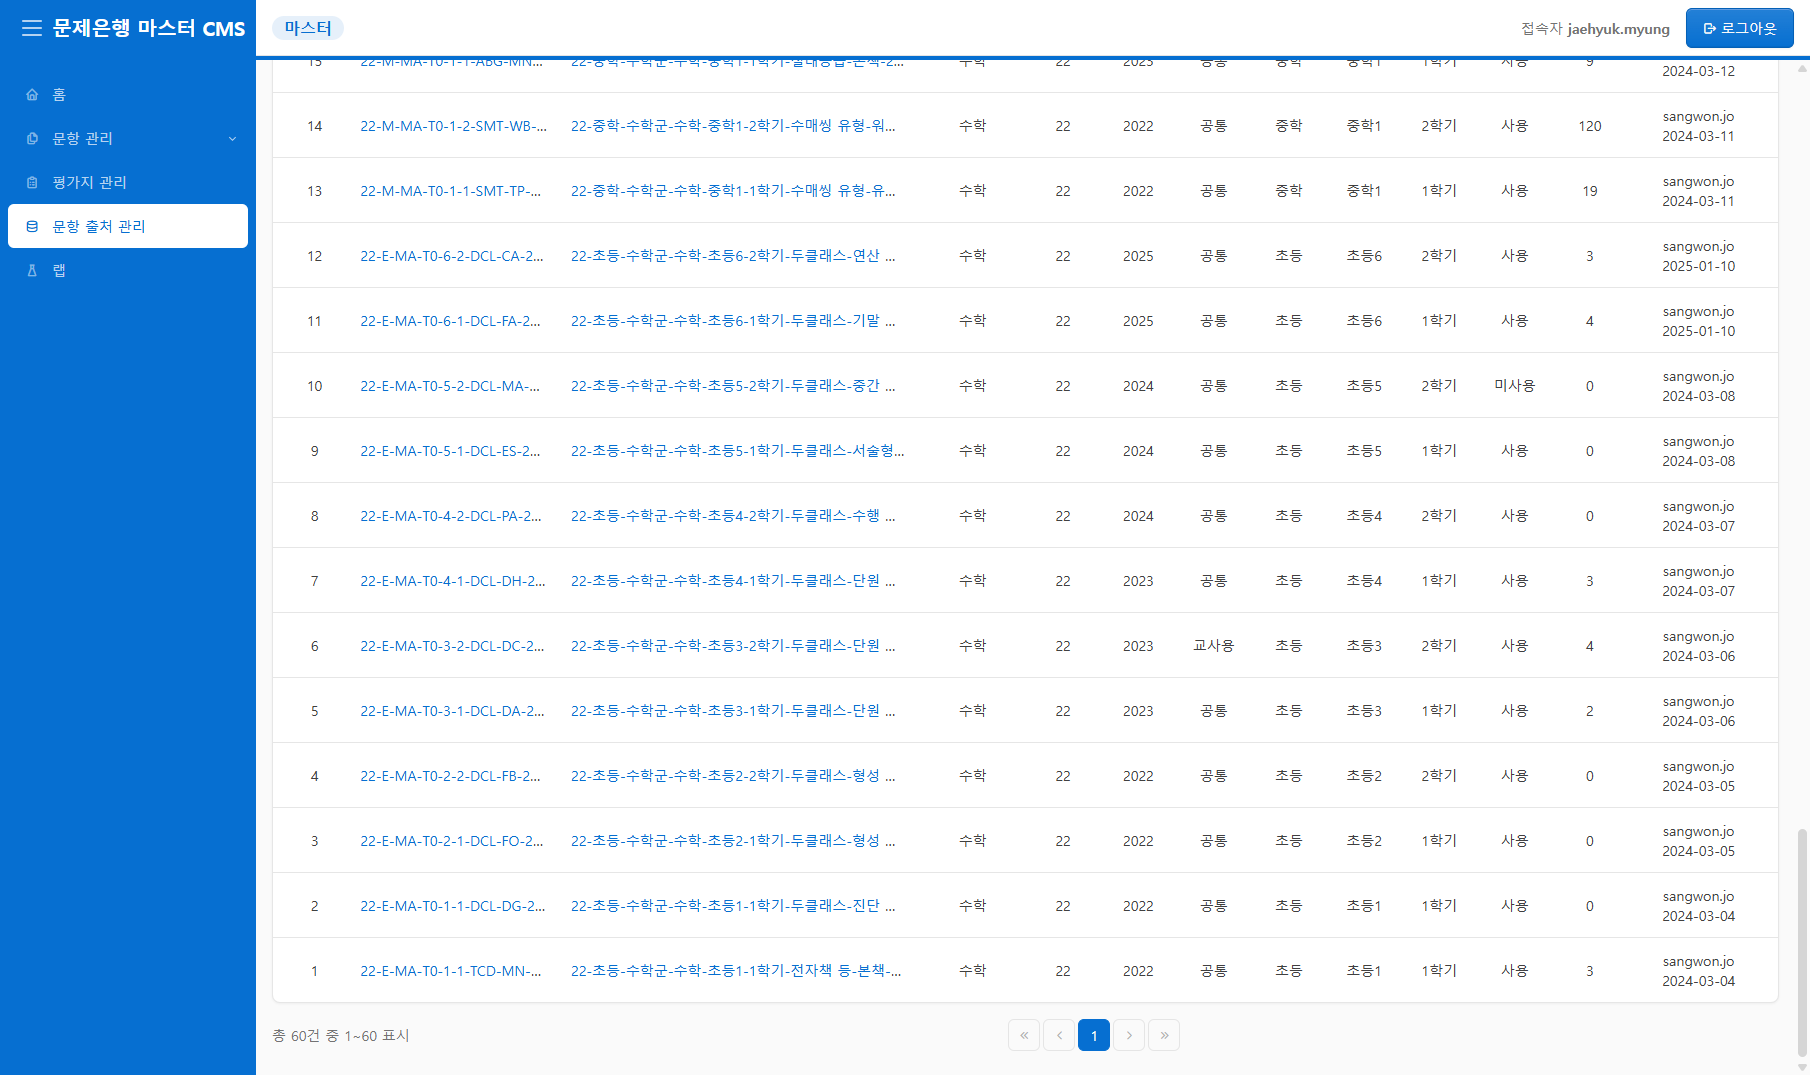 문제은행 마스터 CMS
마스터
접속자 jaehyuk.myung
로그아웃
홈
문항 관리
평가지 관리
문항 출처 관리
랩
15 22-M-MA-T0-1-1-ABG-MN... 수학 22 2023 공통 중학 중학1 1학기 사용 9 2024-03-12
14 22-M-MA-T0-1-2-SMT-WB-... 22-중학-수학군-수학-중학1-2학기-수매씽 유형-워... 수학 22 2022 공통 중학 중학1 2학기 사용 120 sangwon.jo 2024-03-11
13 22-M-MA-T0-1-1-SMT-TP-... 22-중학-수학군-수학-중학1-1학기-수매씽 유형-유... 수학 22 2022 공통 중학 중학1 1학기 사용 19 sangwon.jo 2024-03-11
12 22-E-MA-T0-6-2-DCL-CA-2... 22-초등-수학군-수학-초등6-2학기-두클래스-연산 ... 수학 22 2025 공통 초등 초등6 2학기 사용 3 sangwon.jo 2025-01-10
11 22-E-MA-T0-6-1-DCL-FA-2... 22-초등-수학군-수학-초등6-1학기-두클래스-기말 ... 수학 22 2025 공통 초등 초등6 1학기 사용 4 sangwon.jo 2025-01-10
10 22-E-MA-T0-5-2-DCL-MA-... 22-초등-수학군-수학-초등5-2학기-두클래스-중간 ... 수학 22 2024 공통 초등 초등5 2학기 미사용 0 sangwon.jo 2024-03-08
9 22-E-MA-T0-5-1-DCL-ES-2... 22-초등-수학군-수학-초등5-1학기-두클래스-서술형... 수학 22 2024 공통 초등 초등5 1학기 사용 0 sangwon.jo 2024-03-08
8 22-E-MA-T0-4-2-DCL-PA-2... 22-초등-수학군-수학-초등4-2학기-두클래스-수행 ... 수학 22 2024 공통 초등 초등4 2학기 사용 0 sangwon.jo 2024-03-07
7 22-E-MA-T0-4-1-DCL-DH-2... 22-초등-수학군-수학-초등4-1학기-두클래스-단원 ... 수학 22 2023 공통 초등 초등4 1학기 사용 3 sangwon.jo 2024-03-07
6 22-E-MA-T0-3-2-DCL-DC-2... 22-초등-수학군-수학-초등3-2학기-두클래스-단원 ... 수학 22 2023 교사용 초등 초등3 2학기 사용 4 sangwon.jo 2024-03-06
5 22-E-MA-T0-3-1-DCL-DA-2... 22-초등-수학군-수학-초등3-1학기-두클래스-단원 ... 수학 22 2023 공통 초등 초등3 1학기 사용 2 sangwon.jo 2024-03-06
4 22-E-MA-T0-2-2-DCL-FB-2... 22-초등-수학군-수학-초등2-2학기-두클래스-형성 ... 수학 22 2022 공통 초등 초등2 2학기 사용 0 sangwon.jo 2024-03-05
3 22-E-MA-T0-2-1-DCL-FO-2... 22-초등-수학군-수학-초등2-1학기-두클래스-형성 ... 수학 22 2022 공통 초등 초등2 1학기 사용 0 sangwon.jo 2024-03-05
2 22-E-MA-T0-1-1-DCL-DG-2... 22-초등-수학군-수학-초등1-1학기-두클래스-진단 ... 수학 22 2022 공통 초등 초등1 1학기 사용 0 sangwon.jo 2024-03-04
1 22-E-MA-T0-1-1-TCD-MN-... 22-초등-수학군-수학-초등1-1학기-전자책 등-본책-... 수학 22 2022 공통 초등 초등1 1학기 사용 3 sangwon.jo 2024-03-04
총 60건 중 1~60 표시
« ‹ 1 › »